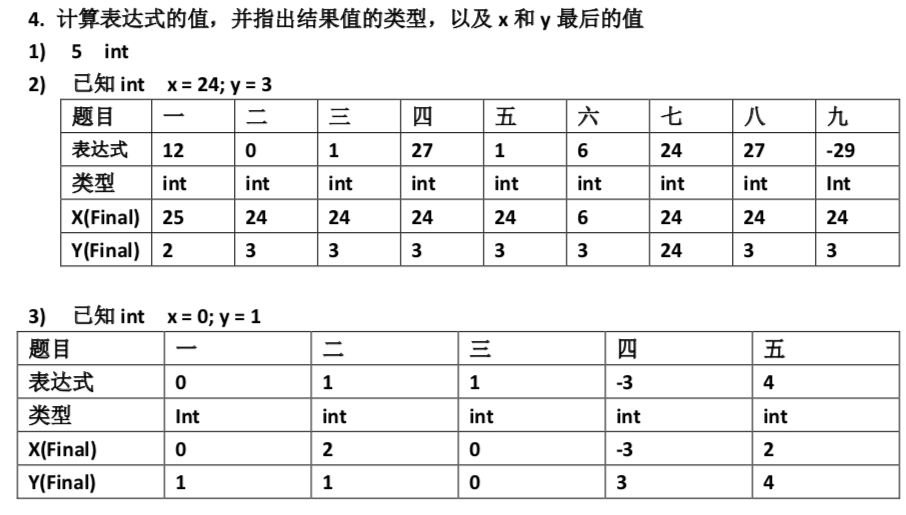 4. 计算表达式的值，并指出结果值的类型，以及 x 和 y 最后的值
1) 5 int
2) 已知 int x = 24; y = 3
题目 一 二 三 四 五 六 七 八 九
表达式 12 0 1 27 1 6 24 27 -29
类型 int int int int int int int int Int
X(Final) 25 24 24 24 24 6 24 24 24
Y(Final) 2 3 3 3 3 3 24 3 3
3) 已知 int x = 0; y = 1
题目 一 二 三 四 五
表达式 0 1 1 -3 4
类型 Int int int int int
X(Final) 0 2 0 -3 2
Y(Final) 1 1 0 3 4